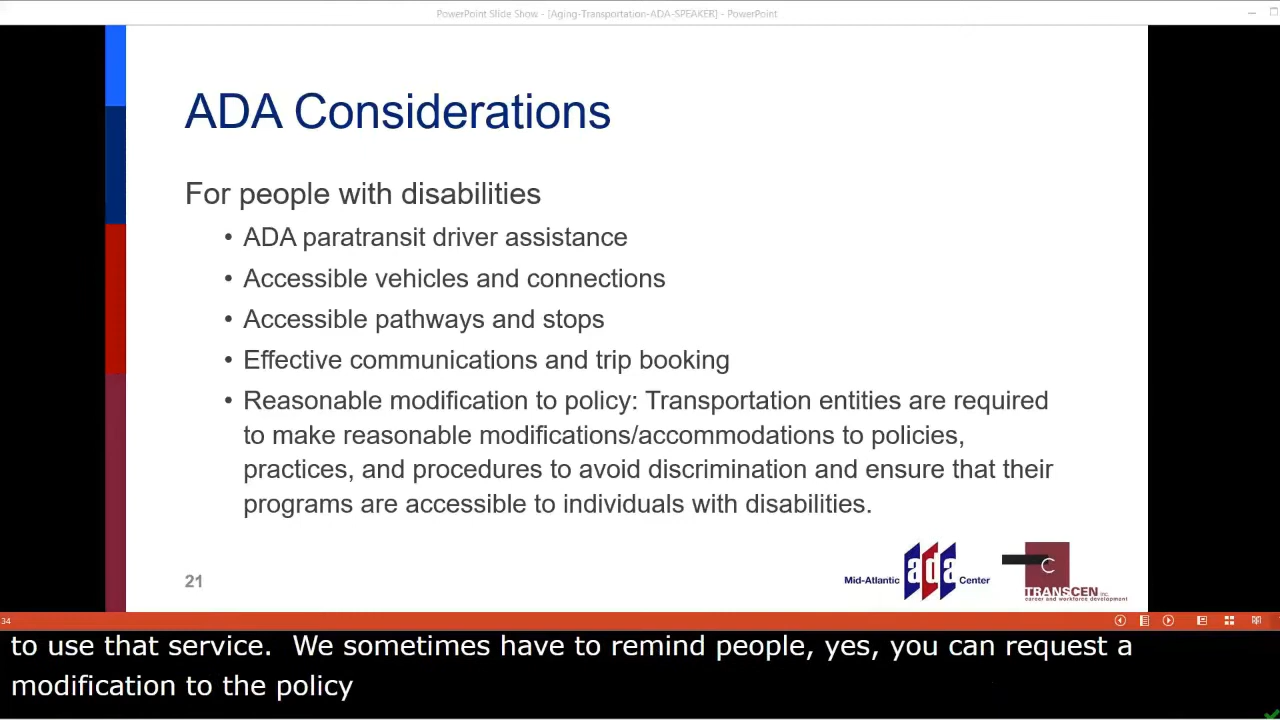 PowerPoint Slide Show - [Aging-Transportation-ADA-SPEAKER] - PowerPoint
ADA Considerations
For people with disabilities
• ADA paratransit driver assistance
• Accessible vehicles and connections
• Accessible pathways and stops
• Effective communications and trip booking
• Reasonable modification to policy: Transportation entities are required
to make reasonable modifications/accommodations to policies,
practices, and procedures to avoid discrimination and ensure that their
programs are accessible to individuals with disabilities.
21
Mid-Atlantic ada Center
C
TRANSCEN inc.
career and workforce development
34
to use that service.  We sometimes have to remind people, yes, you can request a
modification to the policy